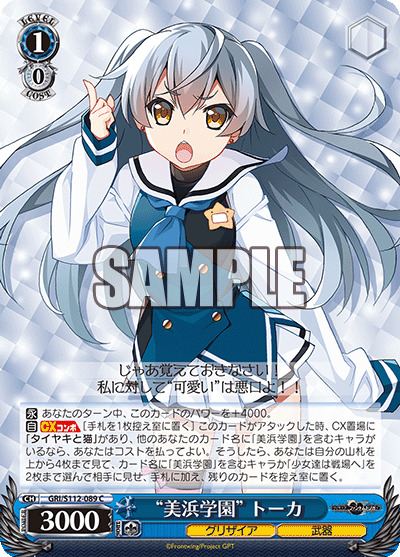 LEVEL
1
0
COST
SAMPLE
じゃあ覚えておきなさい!
私に対して“可愛い”は悪口よ!!
永 あなたのターン中、このカードのパワーを+4000。
自 CXコンボ [手札を1枚控え室に置く] このカードがアタックした時、CX置場に
「タイヤキと猫」があり、他のあなたのカード名に「美浜学園」を含むキャラが
いるなら、あなたはコストを払ってよい。そうしたら、あなたは自分の山札の
上から4枚まで見て、カード名に「美浜学園」を含むキャラか「少女達は戦場へ」を
2枚まで選んで相手に見せ、手札に加え、残りのカードを控え室に置く。
CH GRI/S112-089 C
3000
“美浜学園” トーカ
グリザイア
武器
©Frontwing/Project GPT